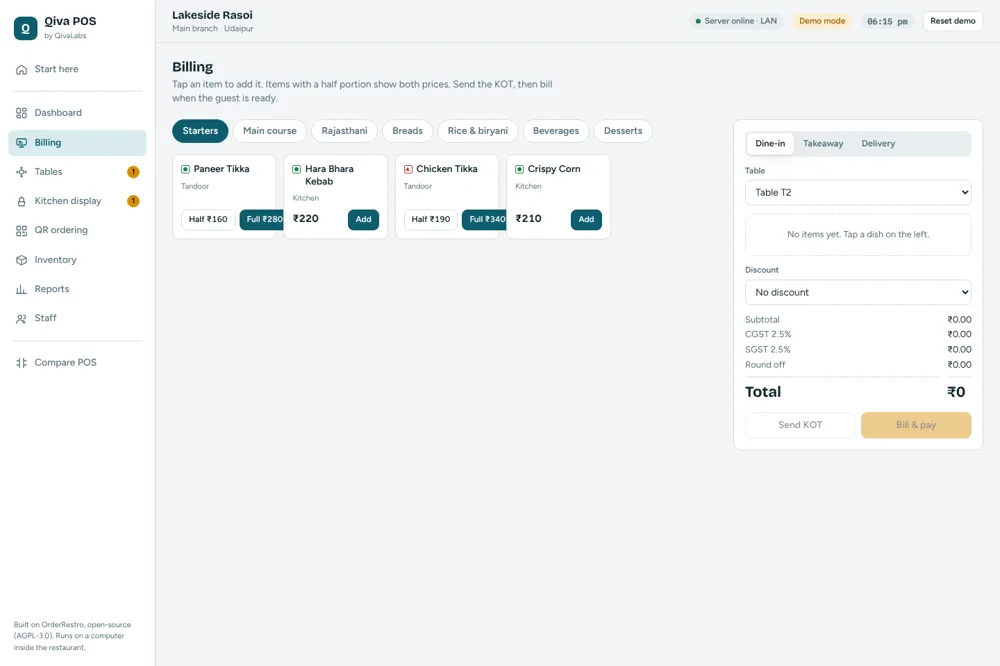 Q
Qiva POS
by QivaLabs
Start here
Dashboard
Billing
Tables
1
Kitchen display
1
QR ordering
Inventory
Reports
Staff
Compare POS
Built on OrderRestro, open-source
(AGPL-3.0). Runs on a computer
inside the restaurant.
Lakeside Rasoi
Main branch · Udaipur
Server online · LAN
Demo mode
06:15 pm
Reset demo
Billing
Tap an item to add it. Items with a half portion show both prices. Send the KOT, then bill
when the guest is ready.
Starters
Main course
Rajasthani
Breads
Rice & biryani
Beverages
Desserts
Paneer Tikka
Tandoor
Half ₹160
Full ₹280
Hara Bhara
Kebab
Kitchen
₹220
Add
Chicken Tikka
Tandoor
Half ₹190
Full ₹340
Crispy Corn
Kitchen
₹210
Add
Dine-in
Takeaway
Delivery
Table
Table T2
No items yet. Tap a dish on the left.
Discount
No discount
Subtotal ₹0.00
CGST 2.5% ₹0.00
SGST 2.5% ₹0.00
Round off ₹0.00
Total ₹0
Send KOT
Bill & pay